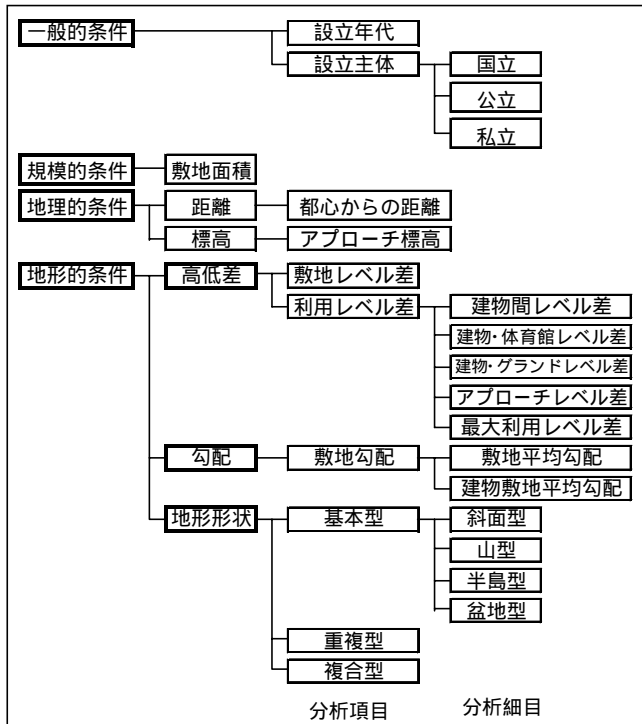 一般的条件 設立年代
設立主体 国立
公立
私立
規模的条件 敷地面積
地理的条件 距離 都心からの距離
標高 アプローチ標高
地形的条件 高低差 敷地レベル差
利用レベル差 建物間レベル差
建物・体育館レベル差
建物・グランドレベル差
アプローチレベル差
最大利用レベル差
勾配 敷地勾配 敷地平均勾配
建物敷地平均勾配
地形形状 基本型 斜面型
山型
半島型
盆地型
重複型
複合型
分析項目 分析細目